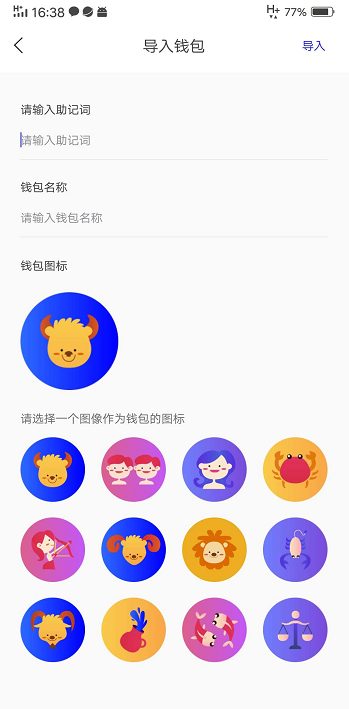 H+ 16:38 H+ 77%
导入钱包 导入
请输入助记词
请输入助记词
钱包名称
请输入钱包名称
钱包图标
请选择一个图像作为钱包的图标